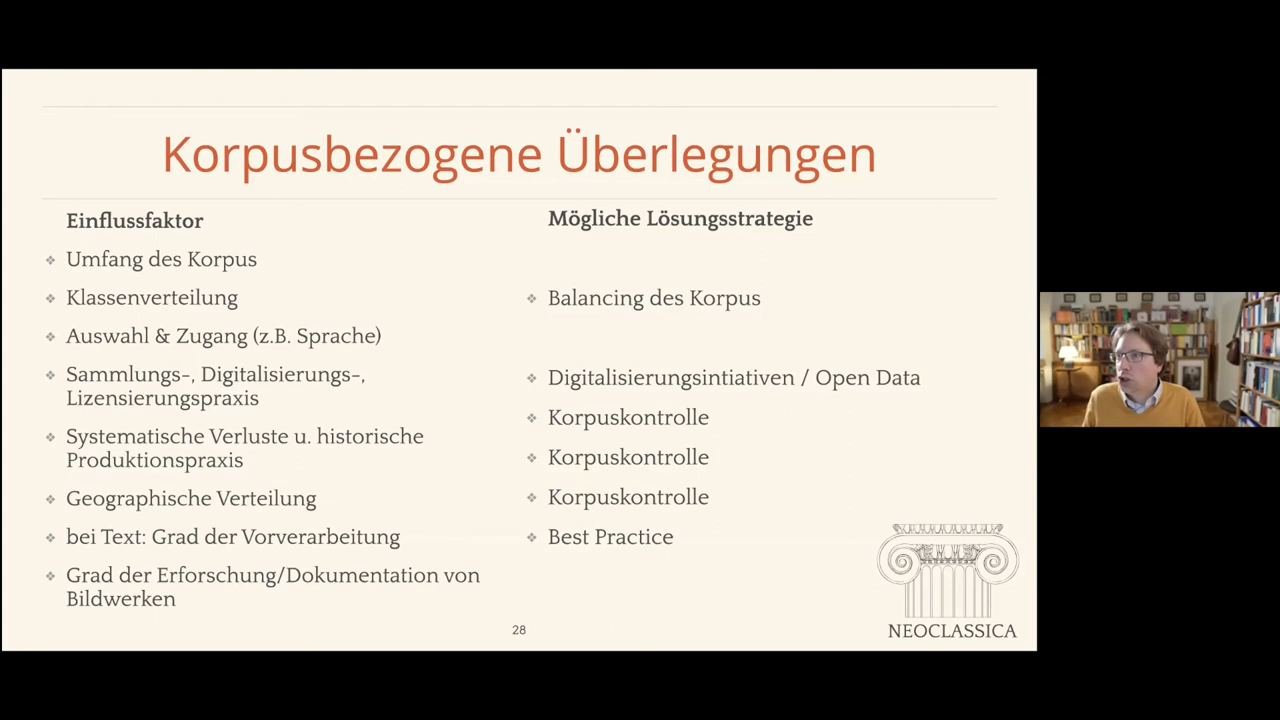 Korpusbezogene Überlegungen
Einflussfaktor
Umfang des Korpus
Klassenverteilung
Auswahl & Zugang (z.B. Sprache)
Sammlungs-, Digitalisierungs-,
Lizensierungspraxis
Systematische Verluste u. historische
Produktionspraxis
Geographische Verteilung
bei Text: Grad der Vorverarbeitung
Grad der Erforschung/Dokumentation von
Bildwerken
Mögliche Lösungsstrategie
Balancing des Korpus
Digitalisierungsintiativen / Open Data
Korpuskontrolle
Korpuskontrolle
Korpuskontrolle
Best Practice
28
NEOCLASSICA